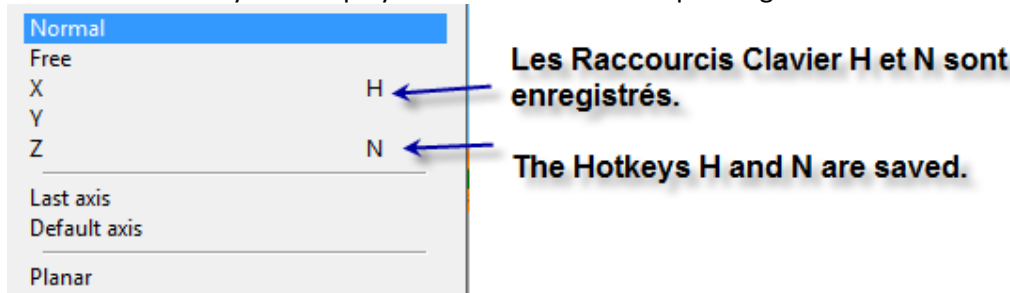 Normal
Free
X H
Y
Z N
Last axis
Default axis
Planar
Les Raccourcis Clavier H et N sont
enregistrés.
The Hotkeys H and N are saved.